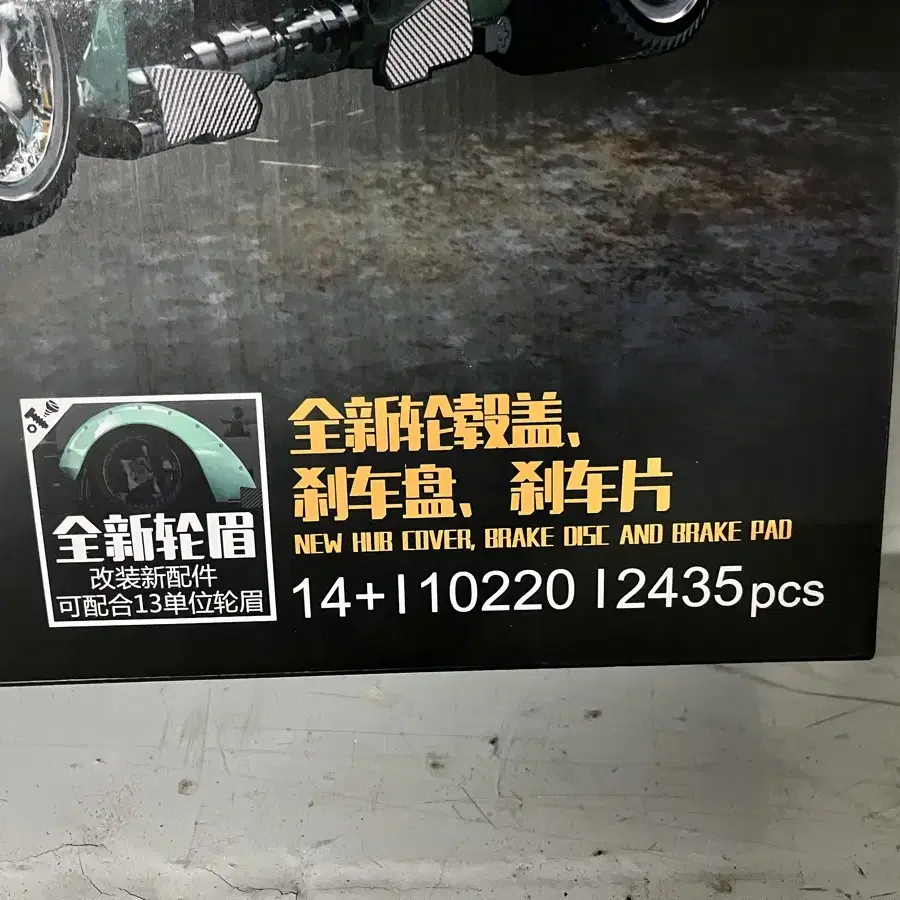 全新轮毂盖、
刹车盘、刹车片
NEW HUB COVER, BRAKE DISC AND BRAKE PAD
14+|10220|2435pcs
全新轮眉
改装新配件
可配合13单位轮眉